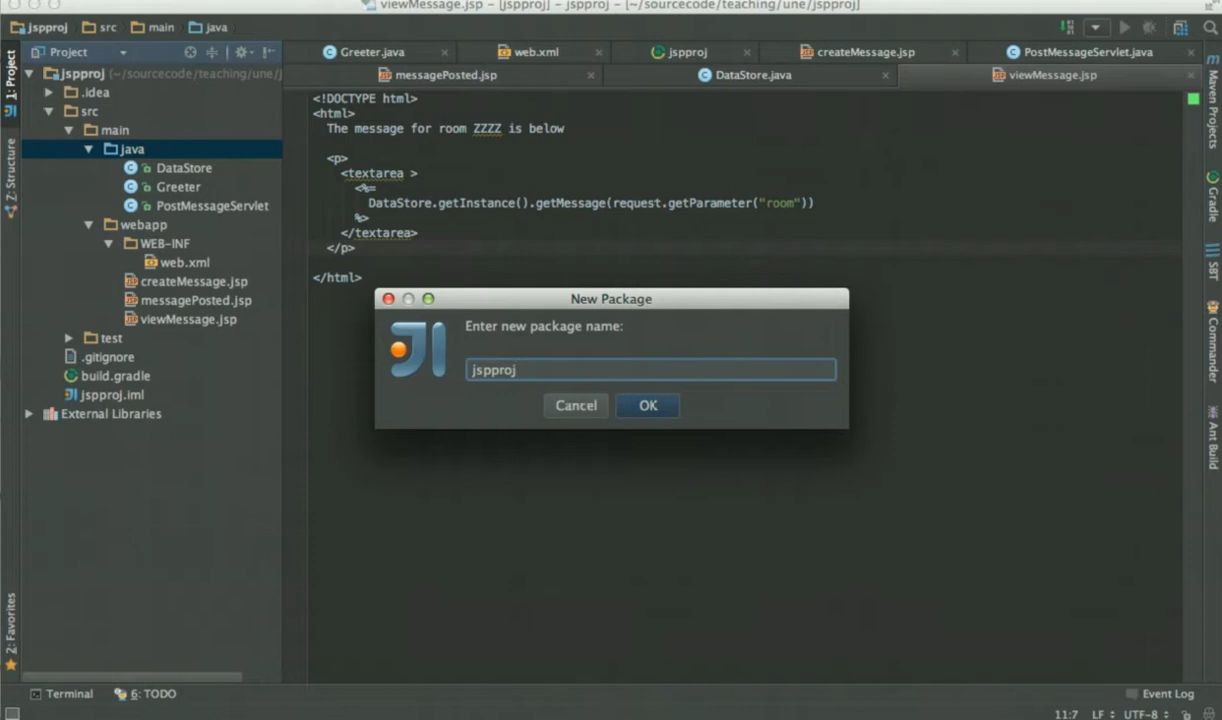 viewMessage.jsp - [jspproj] - jspproj - [~/sourcecode/teaching/une/jspproj]
jspproj src main java
Project
Greeter.java web.xml jspproj createMessage.jsp PostMessageServlet.java
messagePosted.jsp DataStore.java viewMessage.jsp
1: Project
Z: Structure
2: Favorites
jspproj (~/sourcecode/teaching/une/j
.idea
src
main
java
DataStore
Greeter
PostMessageServlet
webapp
WEB-INF
web.xml
createMessage.jsp
messagePosted.jsp
viewMessage.jsp
test
.gitignore
build.gradle
jspproj.iml
External Libraries
<!DOCTYPE html>
<html>
The message for room ZZZZ is below
<p>
<textarea >
<%=
DataStore.getInstance().getMessage(request.getParameter("room"))
%>
</textarea>
</p>
</html>
New Package
Enter new package name:
jspproj
Cancel OK
Maven Projects
Gradle
SBT
Commander
Ant Build
Terminal 6: TODO Event Log
11:7 LF UTF-8